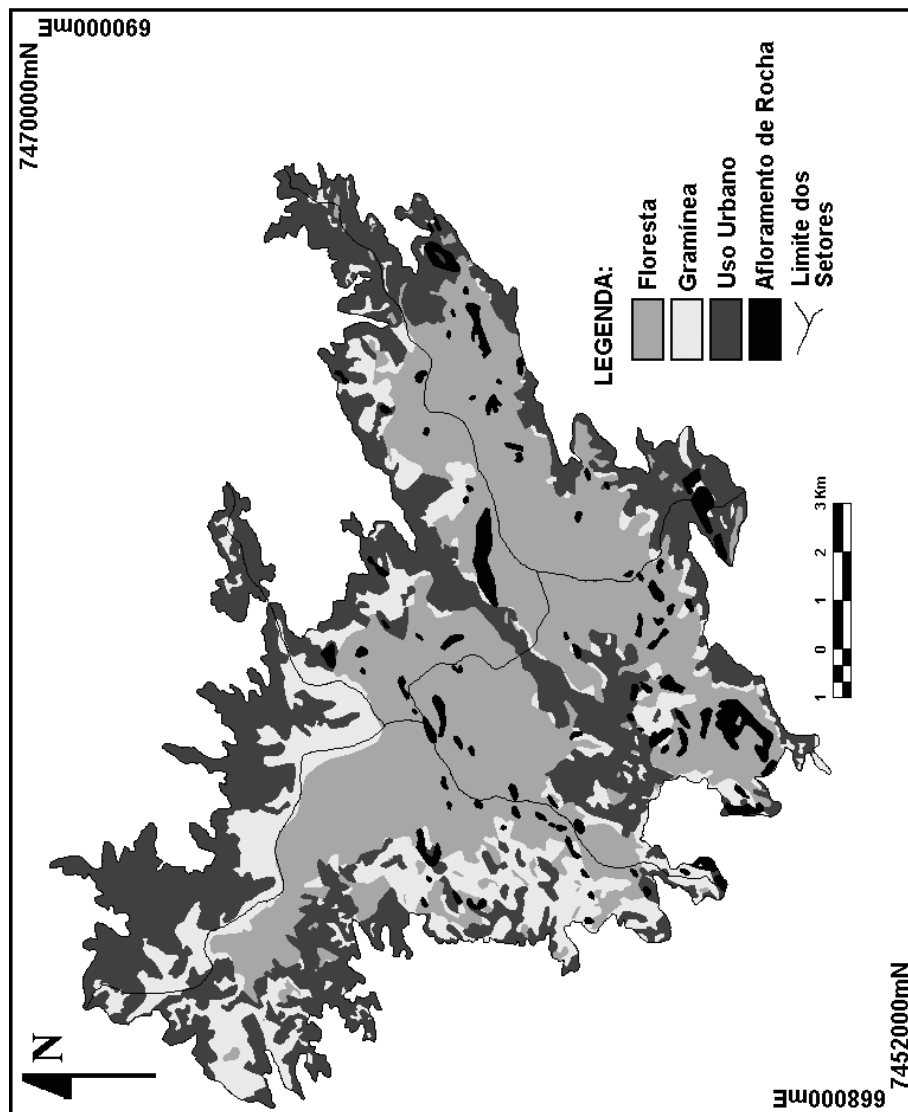 N
690000mE
7470000mN
LEGENDA:
Floresta
Gramínea
Uso Urbano
Afloramento de Rocha
Limite dos
Setores
1 0 1 2 3 Km
668000mE
7452000mN